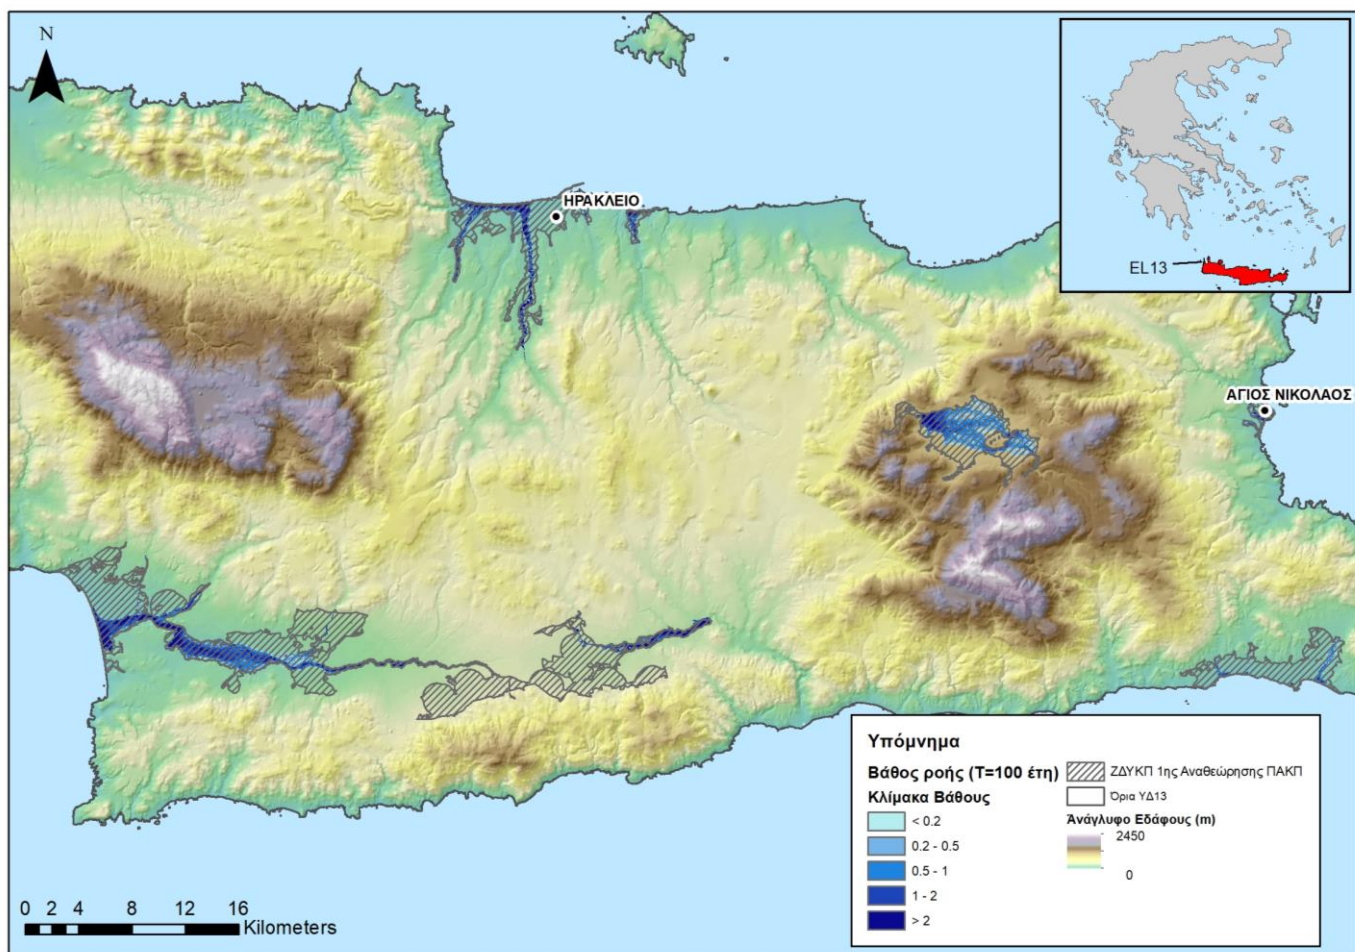 N
EL13
ΗΡΑΚΛΕΙΟ
ΑΓΙΟΣ ΝΙΚΟΛΑΟΣ
Υπόμνημα
Βάθος ροής (T=100 έτη)
Κλίμακα Βάθους
< 0.2
0.2 - 0.5
0.5 - 1
1 - 2
> 2
ΖΔΥΚΠ 1ης Αναθεώρησης ΠΑΚΠ
Όρια ΥΔ13
Άνάγλυφο Εδάφους (m)
2450
0
0 2 4 8 12 16
Kilometers